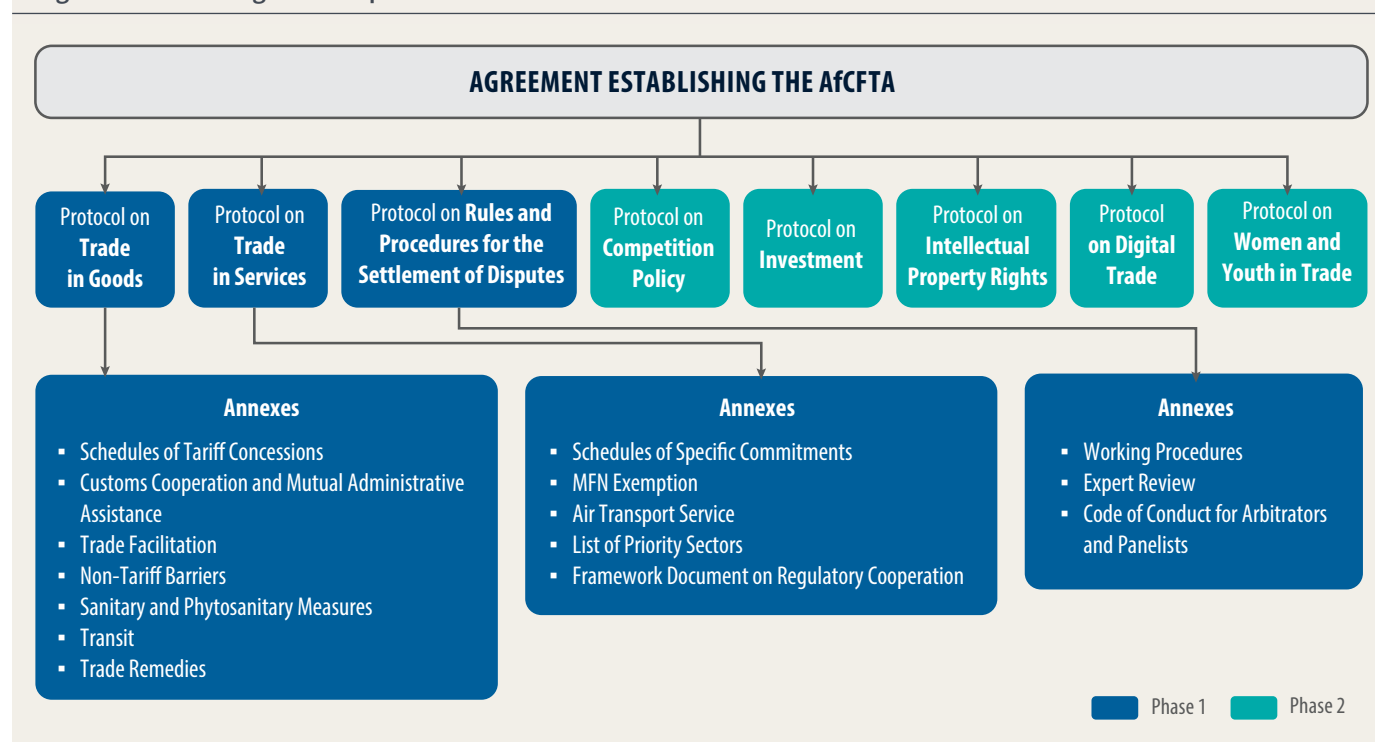 AGREEMENT ESTABLISHING THE AfCFTA
Protocol on
Trade
in Goods
Protocol on
Trade
in Services
Protocol on Rules and
Procedures for the
Settlement of Disputes
Protocol on
Competition
Policy
Protocol on
Investment
Protocol on
Intellectual
Property Rights
Protocol
on Digital
Trade
Protocol on
Women and
Youth in Trade
Annexes
▪ Schedules of Tariff Concessions
▪ Customs Cooperation and Mutual Administrative
Assistance
▪ Trade Facilitation
▪ Non-Tariff Barriers
▪ Sanitary and Phytosanitary Measures
▪ Transit
▪ Trade Remedies
Annexes
▪ Schedules of Specific Commitments
▪ MFN Exemption
▪ Air Transport Service
▪ List of Priority Sectors
▪ Framework Document on Regulatory Cooperation
Annexes
▪ Working Procedures
▪ Expert Review
▪ Code of Conduct for Arbitrators
and Panelists
Phase 1
Phase 2